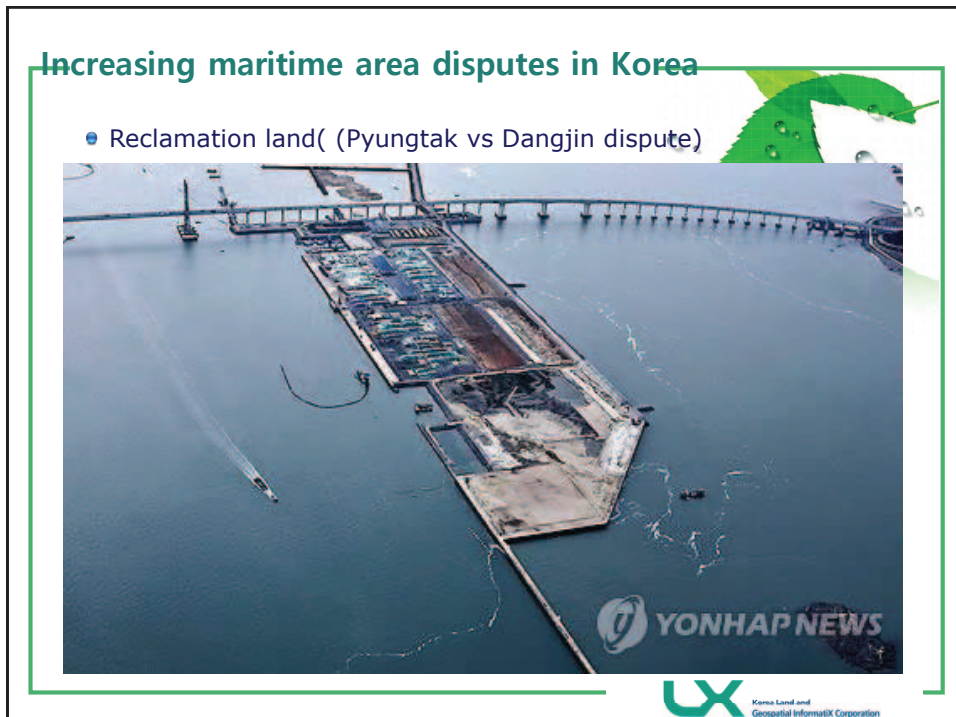 Increasing maritime area disputes in Korea
Reclamation land( (Pyungtak vs Dangjin dispute)
YONHAP NEWS
LX
Korea Land and
Geospatial InformatiX Corporation